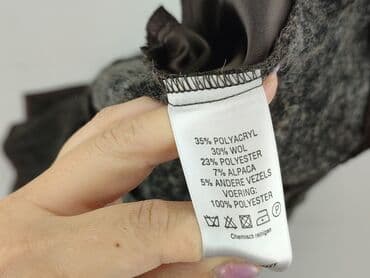 35% POLYACRYL
30% WOL
23% POLYESTER
7% ALPACA
5% ANDERE VEZELS
VOERING:
100% POLYESTER
P
Chemisch reinigen